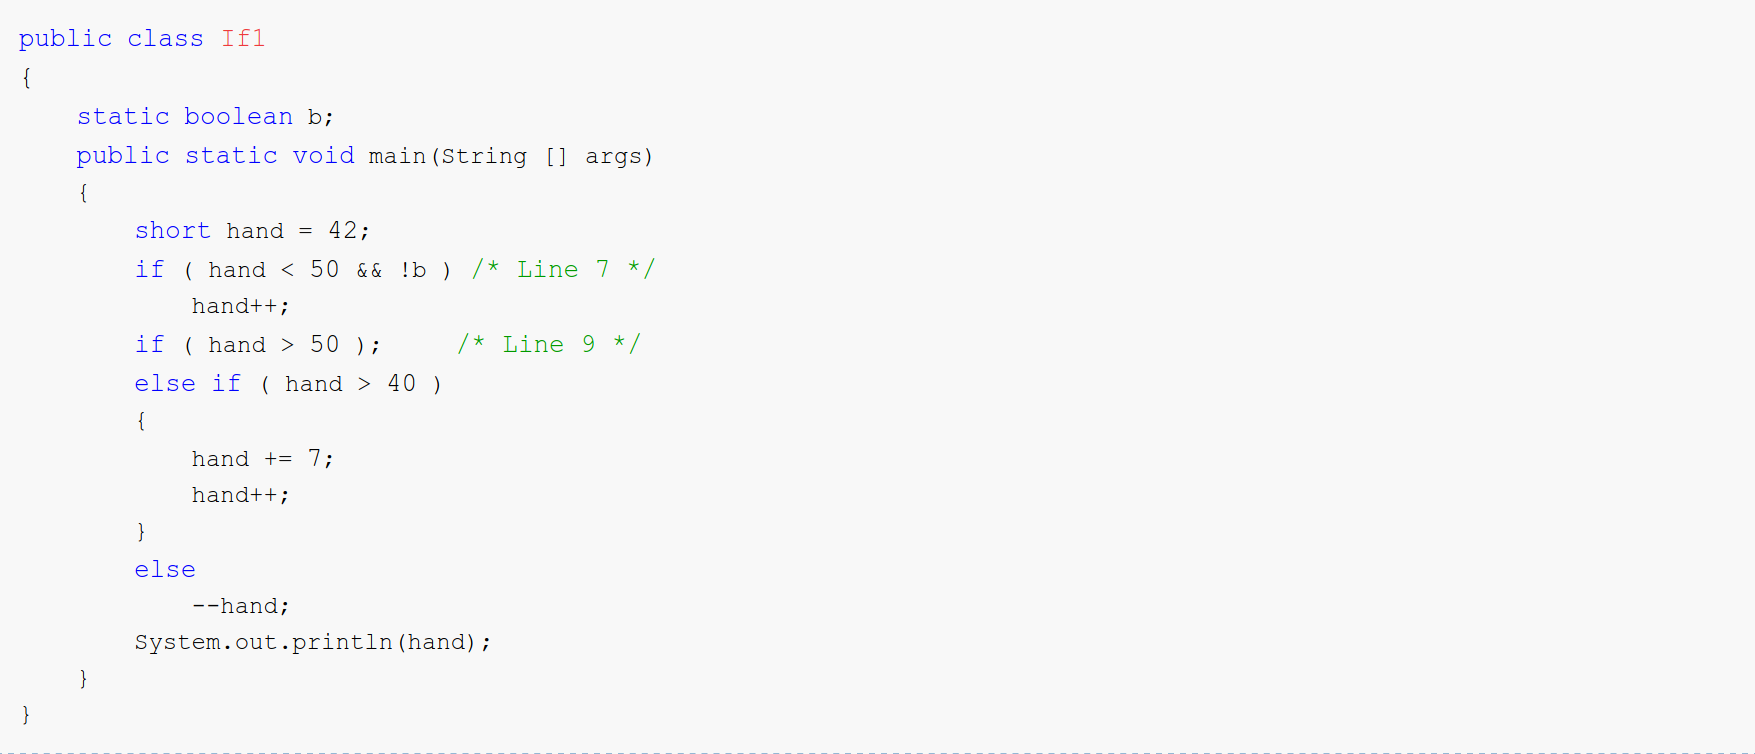 public class If1
{
    static boolean b;
    public static void main(String [] args)
    {
        short hand = 42;
        if ( hand < 50 && !b ) /* Line 7 */
            hand++;
        if ( hand > 50 );     /* Line 9 */
        else if ( hand > 40 )
        {
            hand += 7;
            hand++;
        }
        else
            --hand;
        System.out.println(hand);
    }
}